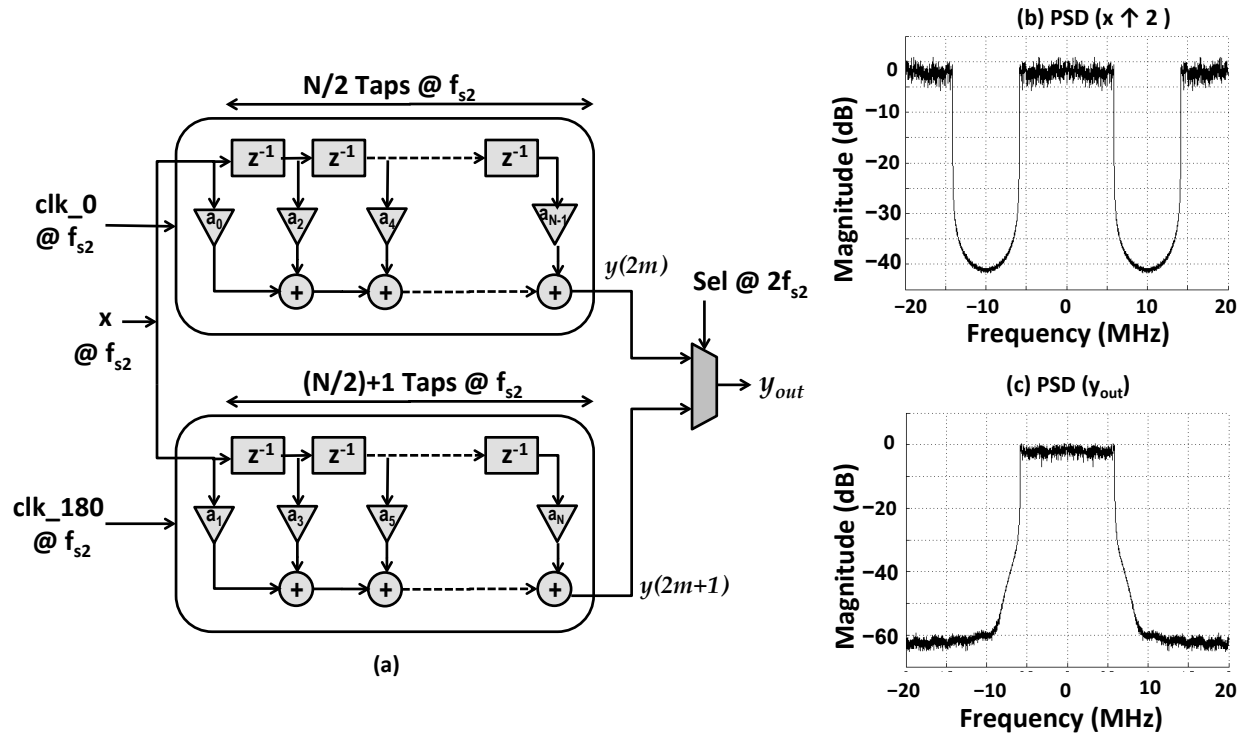 N/2 Taps @ fs2
z⁻¹ z⁻¹ z⁻¹
a0 a2 a4 aN-1
+ + +
clk_0
@ fs2
y(2m)
x
@ fs2
Sel @ 2fs2
yout
(N/2)+1 Taps @ fs2
z⁻¹ z⁻¹ z⁻¹
clk_180
@ fs2
a1 a3 a5 aN
+ + +
y(2m+1)
(a)
(b) PSD (x ↑ 2 )
Magnitude (dB)
0
−10
−20
−30
−40
−20 −10 0 10 20
Frequency (MHz)
(c) PSD (yout)
Magnitude (dB)
0
−20
−40
−60
−20 −10 0 10 20
Frequency (MHz)